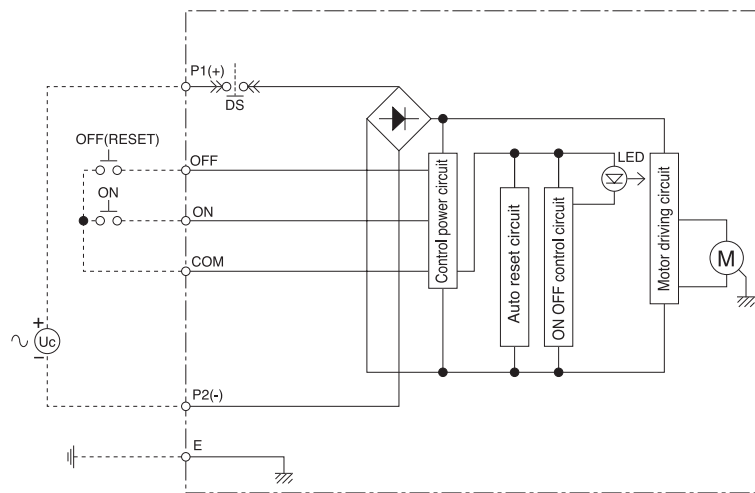 P1(+)
DS
OFF(RESET)
OFF
LED
ON
ON
COM
Control power circuit
Auto reset circuit
ON OFF control circuit
Motor driving circuit
M
+
Uc
−
P2(-)
E